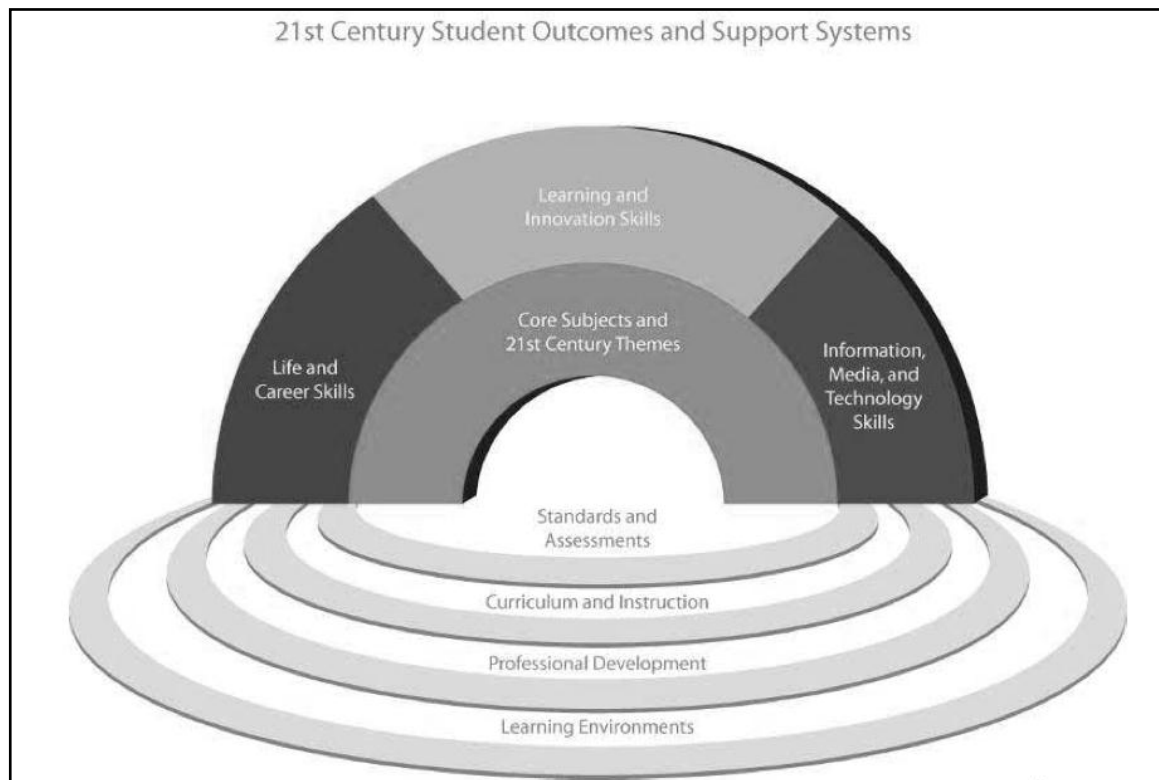 21st Century Student Outcomes and Support Systems
Learning and
Innovation Skills
Core Subjects and
21st Century Themes
Life and
Career Skills
Information,
Media, and
Technology
Skills
Standards and
Assessments
Curriculum and Instruction
Professional Development
Learning Environments